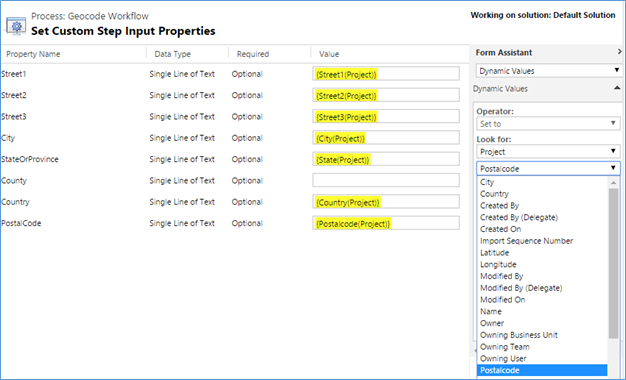 Process: Geocode Workflow
Set Custom Step Input Properties
Working on solution: Default Solution
Property Name Data Type Required Value
Street1 Single Line of Text Optional {Street1(Project)}
Street2 Single Line of Text Optional {Street2(Project)}
Street3 Single Line of Text Optional {Street3(Project)}
City Single Line of Text Optional {City(Project)}
StateOrProvince Single Line of Text Optional {State(Project)}
County Single Line of Text Optional
Country Single Line of Text Optional {Country(Project)}
PostalCode Single Line of Text Optional {Postalcode(Project)}
Form Assistant
Dynamic Values
Dynamic Values
Operator:
Set to
Look for:
Project
Postalcode
City
Country
Created By
Created By (Delegate)
Created On
Import Sequence Number
Latitude
Longitude
Modified By
Modified By (Delegate)
Modified On
Name
Owner
Owning Business Unit
Owning Team
Owning User
Postalcode